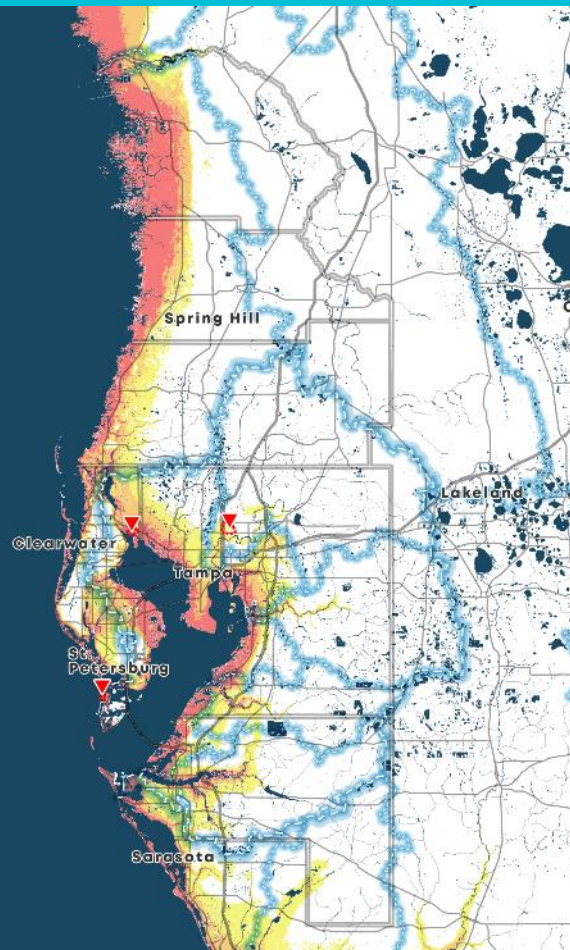 Spring Hill
Lakeland
Clearwater
Tampa
St.
Petersburg
Sarasota